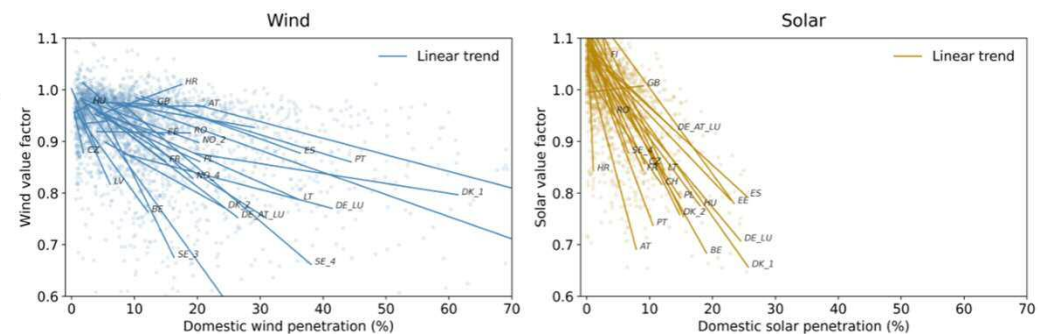 Wind
Solar
1.1
1.0
0.9
0.8
0.7
0.6
Wind value factor
Linear trend
HR
HU
GB
AT
EE
RO
NO_2
CZ
ES
FR
PL
PT
NO_4
LV
LT
DK_1
BE
DK_2
DE_LU
DE_AT_LU
SE_3
SE_4
0 10 20 30 40 50 60 70
Domestic wind penetration (%)
1.1
1.0
0.9
0.8
0.7
0.6
Solar value factor
Linear trend
FI
GB
RO
DE_AT_LU
SE_4
CZ
FR
LT
HR
CH
PL
HU
ES
EE
DK_2
PT
AT
BE
DE_LU
DK_1
0 10 20 30 40 50 60 70
Domestic solar penetration (%)